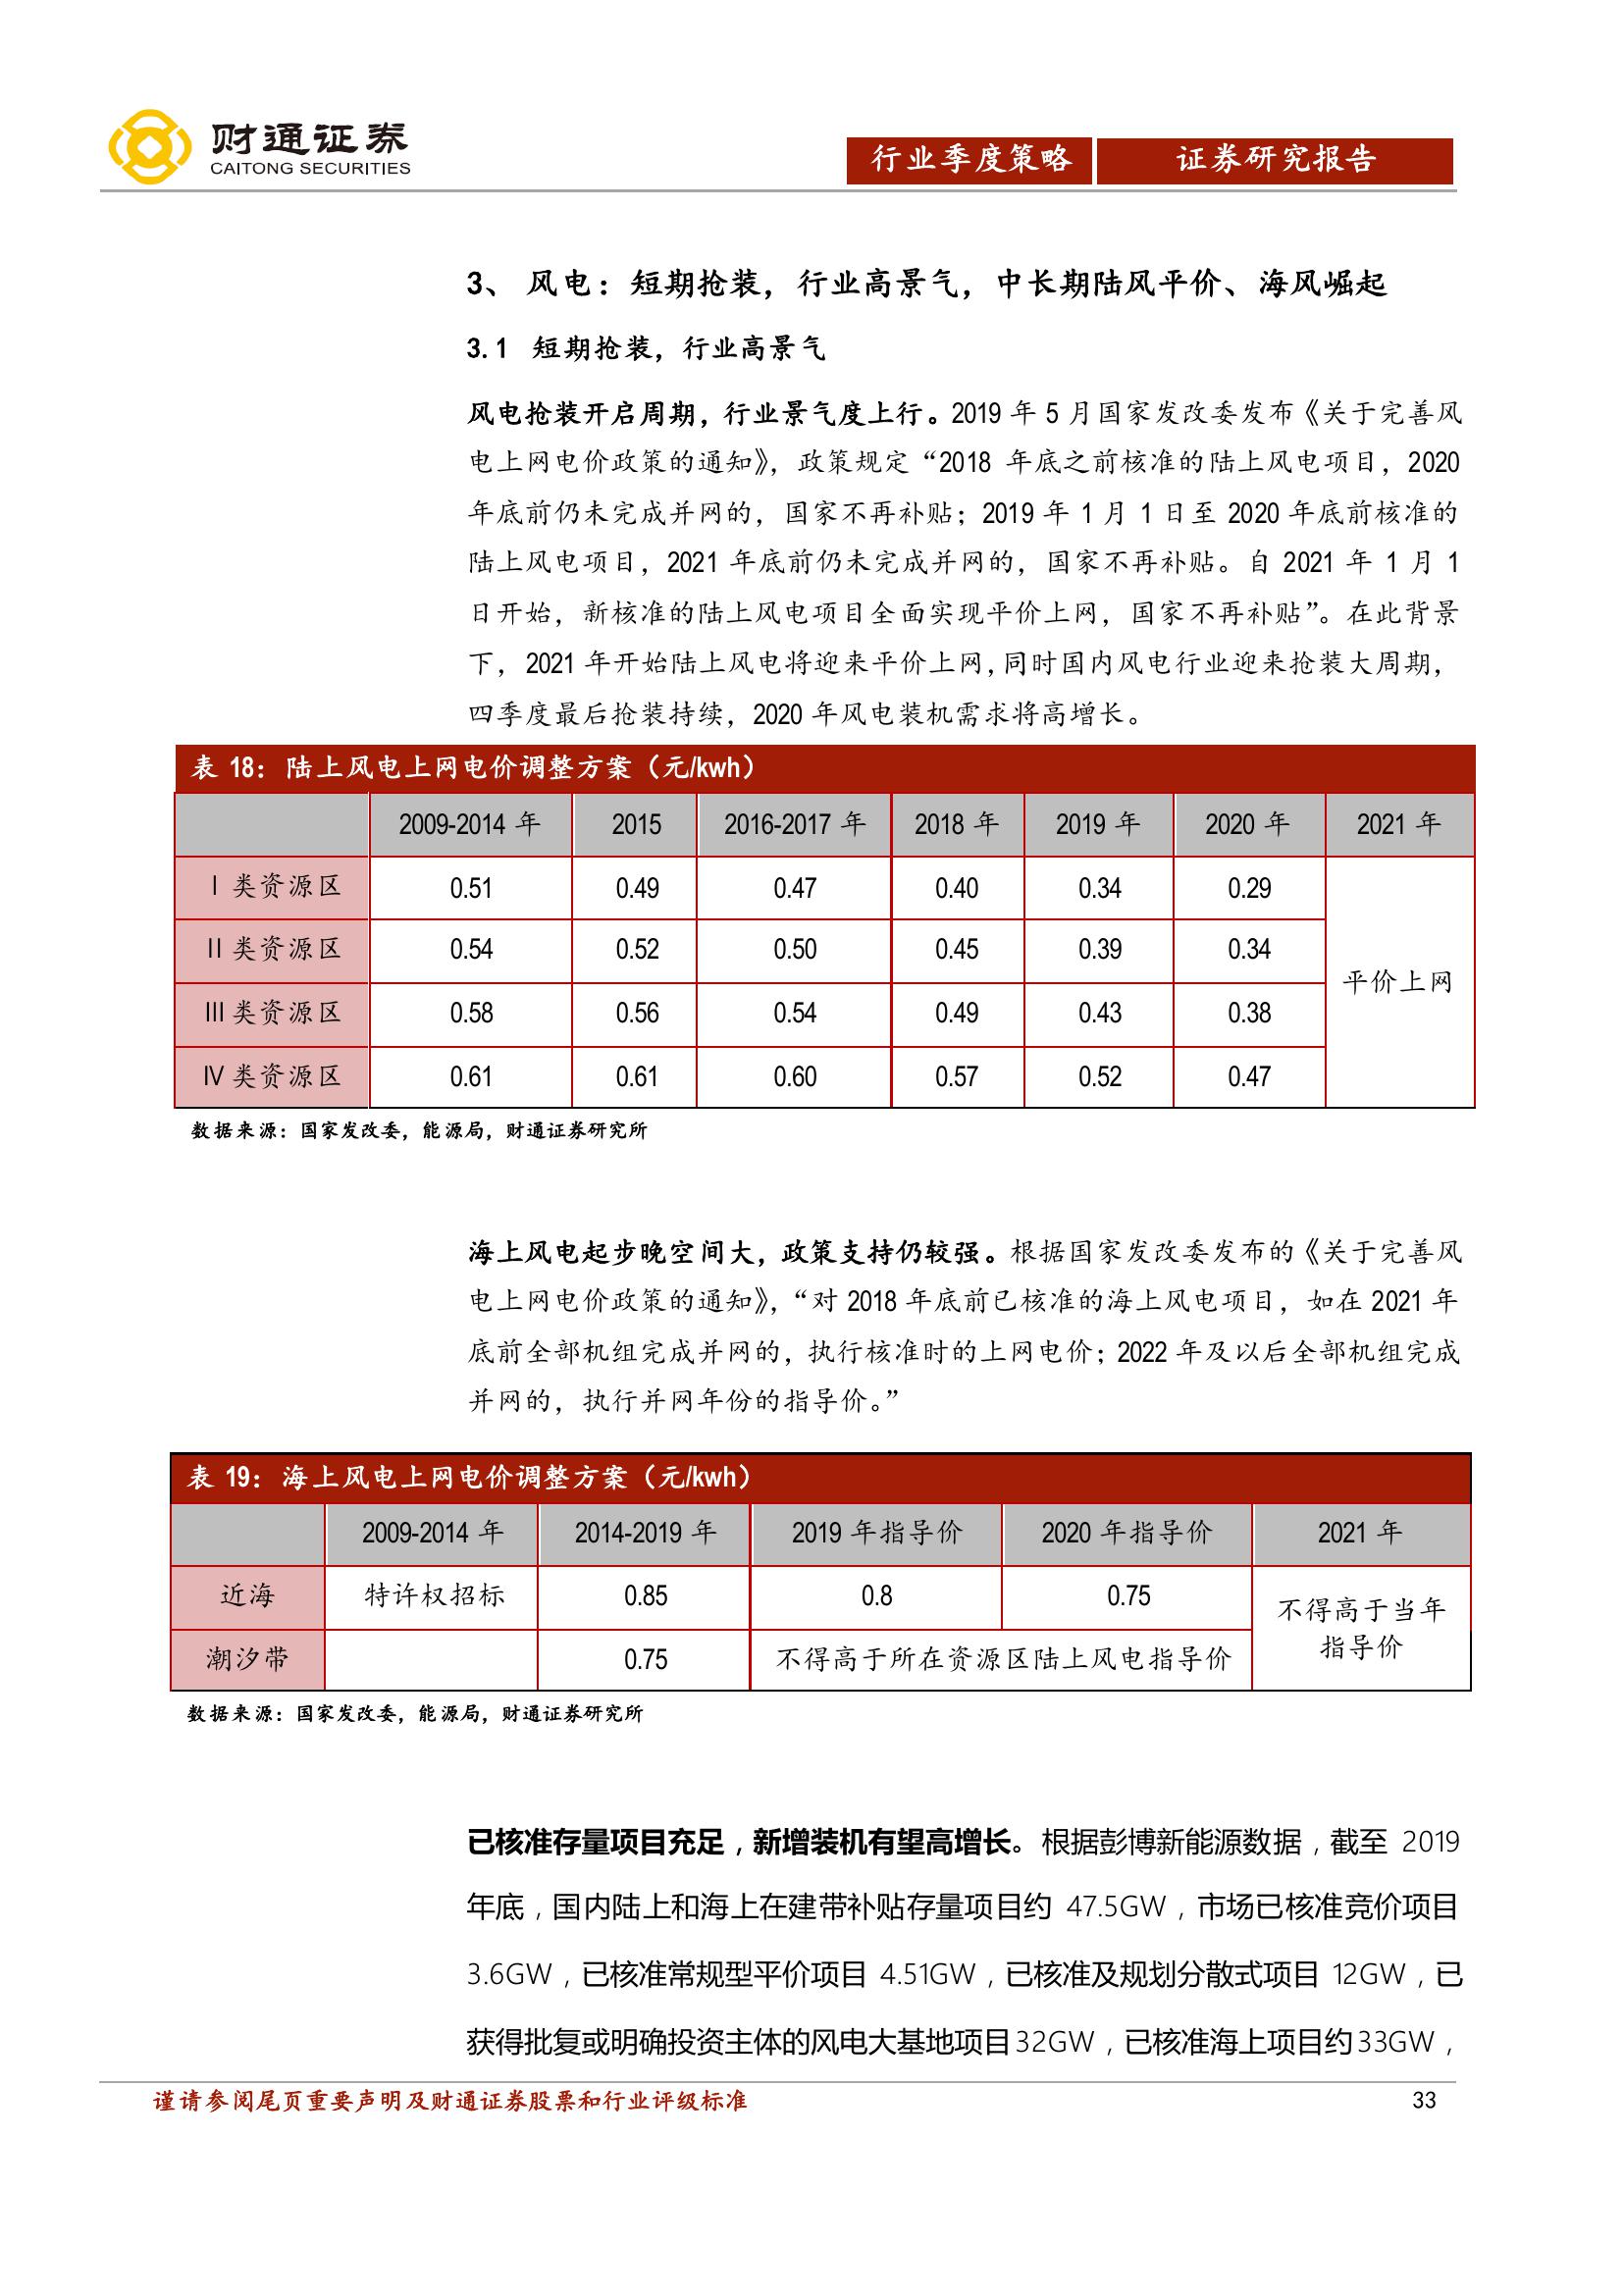 财通证券
CAITONG SECURITIES
行业季度策略 证券研究报告
3、 风电：短期抢装，行业高景气，中长期陆风平价、海风崛起
3.1 短期抢装，行业高景气
风电抢装开启周期，行业景气度上行。2019 年 5 月国家发改委发布《关于完善风
电上网电价政策的通知》，政策规定“2018 年底之前核准的陆上风电项目，2020
年底前仍未完成并网的，国家不再补贴；2019 年 1 月 1 日至 2020 年底前核准的
陆上风电项目，2021 年底前仍未完成并网的，国家不再补贴。自 2021 年 1 月 1
日开始，新核准的陆上风电项目全面实现平价上网，国家不再补贴”。在此背景
下，2021 年开始陆上风电将迎来平价上网，同时国内风电行业迎来抢装大周期，
四季度最后抢装持续，2020 年风电装机需求将高增长。
表 18：陆上风电上网电价调整方案（元/kwh）
2009-2014 年 2015 2016-2017 年 2018 年 2019 年 2020 年 2021 年
I 类资源区 0.51 0.49 0.47 0.40 0.34 0.29
II 类资源区 0.54 0.52 0.50 0.45 0.39 0.34
平价上网
III 类资源区 0.58 0.56 0.54 0.49 0.43 0.38
IV 类资源区 0.61 0.61 0.60 0.57 0.52 0.47
数据来源：国家发改委，能源局，财通证券研究所
海上风电起步晚空间大，政策支持仍较强。根据国家发改委发布的《关于完善风
电上网电价政策的通知》，“对 2018 年底前已核准的海上风电项目，如在 2021 年
底前全部机组完成并网的，执行核准时的上网电价；2022 年及以后全部机组完成
并网的，执行并网年份的指导价。”
表 19：海上风电上网电价调整方案（元/kwh）
2009-2014 年 2014-2019 年 2019 年指导价 2020 年指导价 2021 年
近海 特许权招标 0.85 0.8 0.75
不得高于当年
指导价
潮汐带 0.75 不得高于所在资源区陆上风电指导价
数据来源：国家发改委，能源局，财通证券研究所
已核准存量项目充足，新增装机有望高增长。根据彭博新能源数据，截至 2019
年底，国内陆上和海上在建带补贴存量项目约 47.5GW，市场已核准竞价项目
3.6GW，已核准常规型平价项目 4.51GW，已核准及规划分散式项目 12GW，已
获得批复或明确投资主体的风电大基地项目32GW，已核准海上项目约33GW，
谨请参阅尾页重要声明及财通证券股票和行业评级标准 33